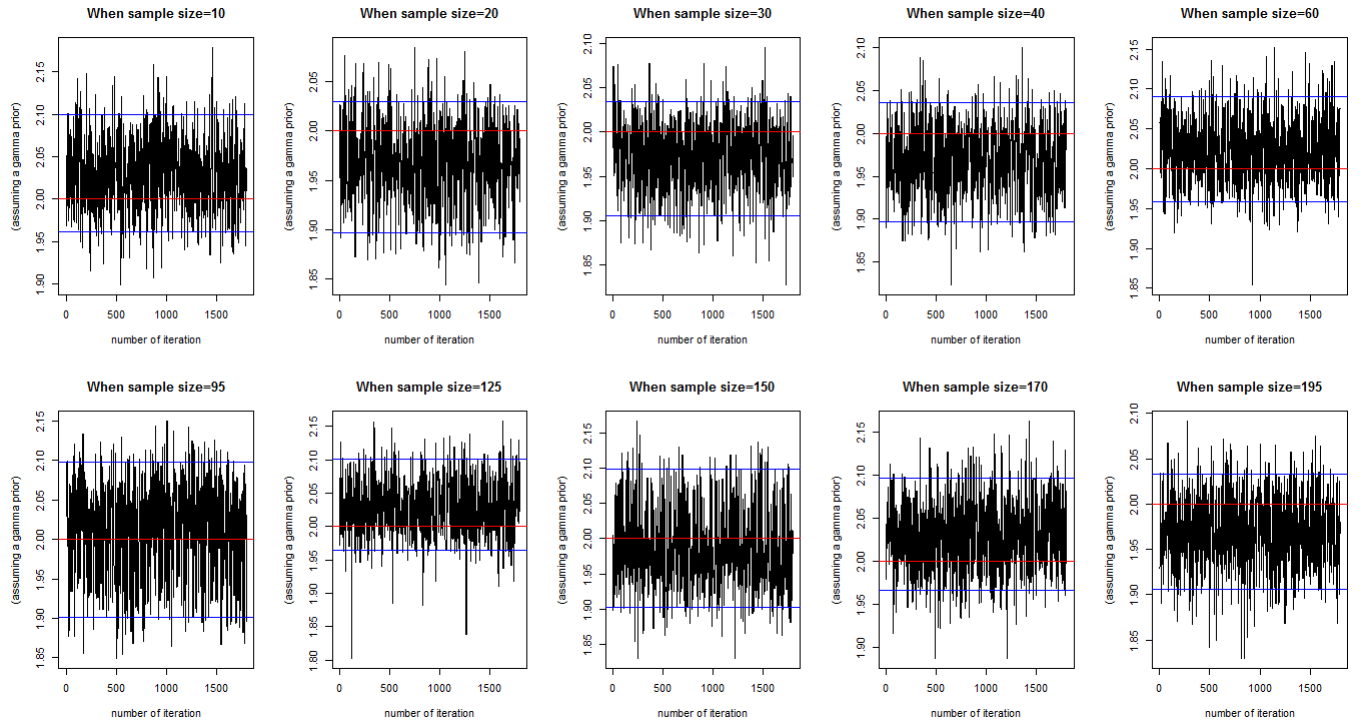 When sample size=10
When sample size=20
When sample size=30
When sample size=40
When sample size=60
(assuming a gamma prior)
1.90 1.95 2.00 2.05 2.10 2.15
0 500 1000 1500
number of iteration
(assuming a gamma prior)
1.85 1.90 1.95 2.00 2.05
0 500 1000 1500
number of iteration
(assuming a gamma prior)
1.85 1.90 1.95 2.00 2.05 2.10
0 500 1000 1500
number of iteration
(assuming a gamma prior)
1.85 1.90 1.95 2.00 2.05 2.10
0 500 1000 1500
number of iteration
(assuming a gamma prior)
1.85 1.90 1.95 2.00 2.05 2.10 2.15
0 500 1000 1500
number of iteration
When sample size=95
When sample size=125
When sample size=150
When sample size=170
When sample size=195
(assuming a gamma prior)
1.85 1.90 1.95 2.00 2.05 2.10 2.15
0 500 1000 1500
number of iteration
(assuming a gamma prior)
1.80 1.85 1.90 1.95 2.00 2.05 2.10 2.15
0 500 1000 1500
number of iteration
(assuming a gamma prior)
1.85 1.90 1.95 2.00 2.05 2.10 2.15
0 500 1000 1500
number of iteration
(assuming a gamma prior)
1.90 1.95 2.00 2.05 2.10 2.15
0 500 1000 1500
number of iteration
(assuming a gamma prior)
1.85 1.90 1.95 2.00 2.05 2.10
0 500 1000 1500
number of iteration